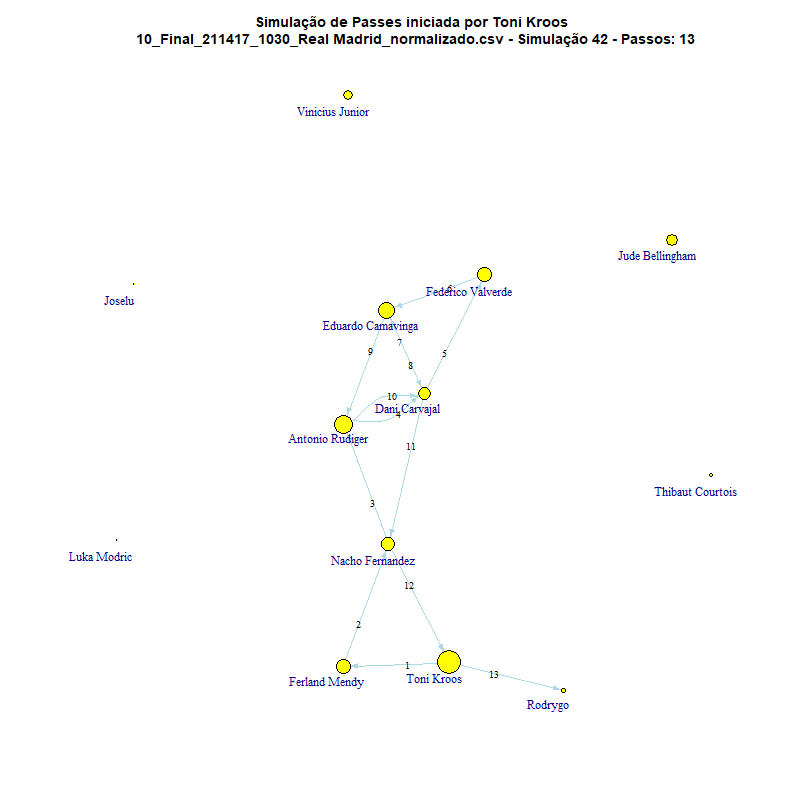 Simulação de Passes iniciada por Toni Kroos
10_Final_211417_1030_Real Madrid_normalizado.csv - Simulação 42 - Passos: 13
Vinicius Junior
Jude Bellingham
6
Federico Valverde
Joselu
Eduardo Camavinga
7
9
5
8
10
Dani Carvajal
4
Antonio Rudiger
11
Thibaut Courtois
3
Luka Modric
Nacho Fernandez
12
2
1
13
Toni Kroos
Ferland Mendy
Rodrygo